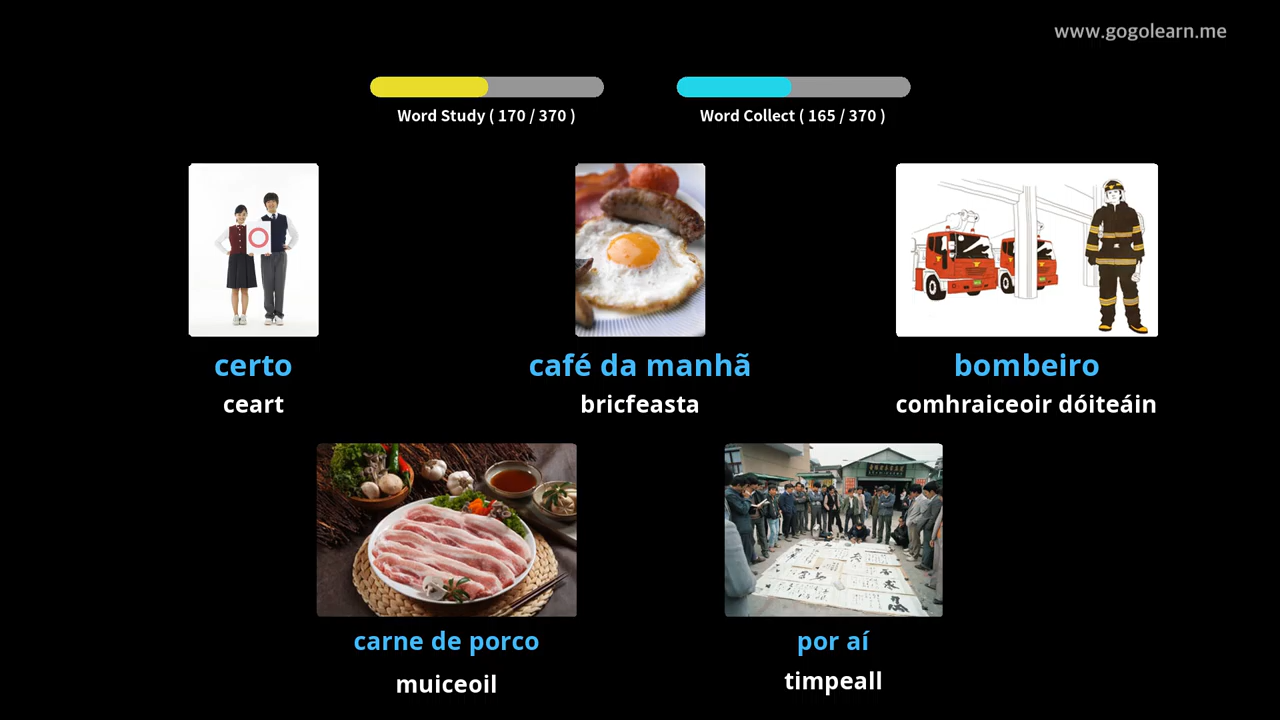 www.gogolearn.me
Word Study ( 170 / 370 )
Word Collect ( 165 / 370 )
certo
ceart
café da manhã
bricfeasta
bombeiro
comhraiceoir dóiteáin
carne de porco
muiceoil
por aí
timpeall